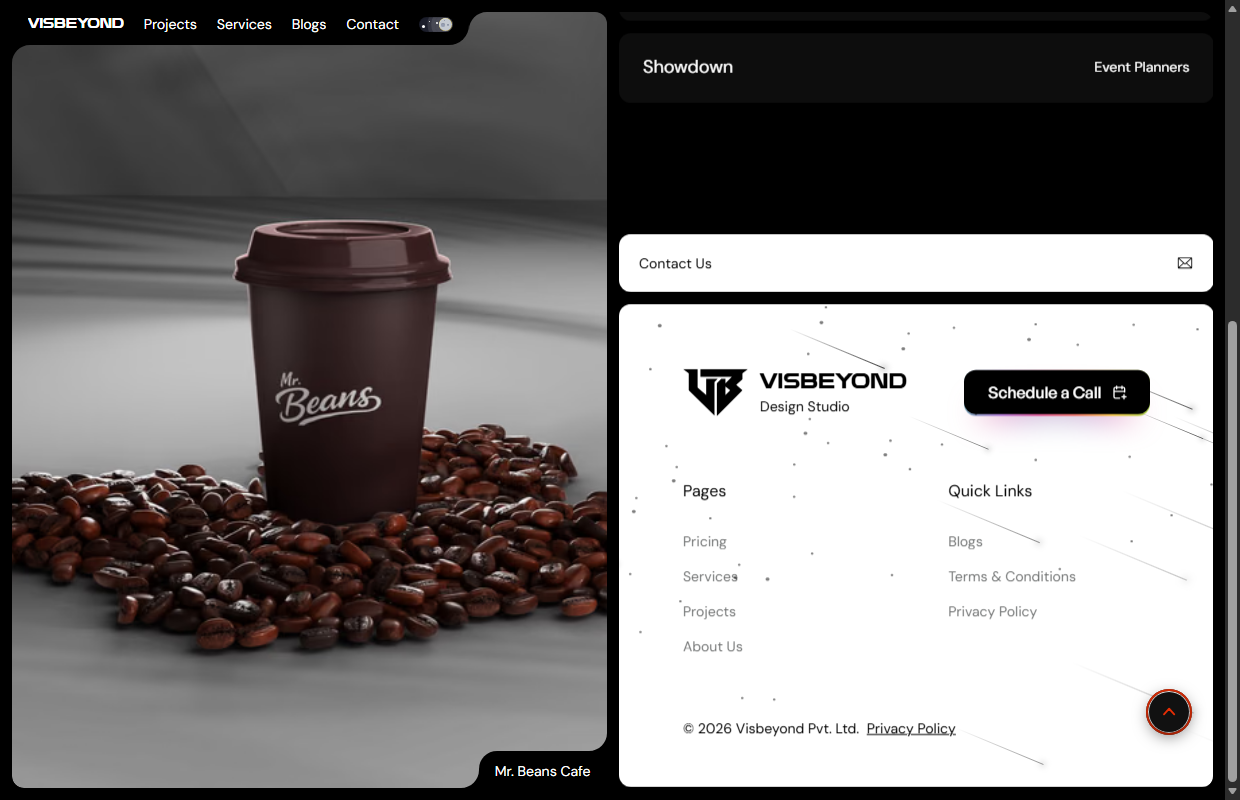 VISBEYOND Projects Services Blogs Contact
Mr.
Beans
Mr. Beans Cafe
Showdown Event Planners
Contact Us
VISBEYOND
Design Studio
Schedule a Call
Pages
Pricing
Services
Projects
About Us
Quick Links
Blogs
Terms & Conditions
Privacy Policy
© 2026 Visbeyond Pvt. Ltd. Privacy Policy